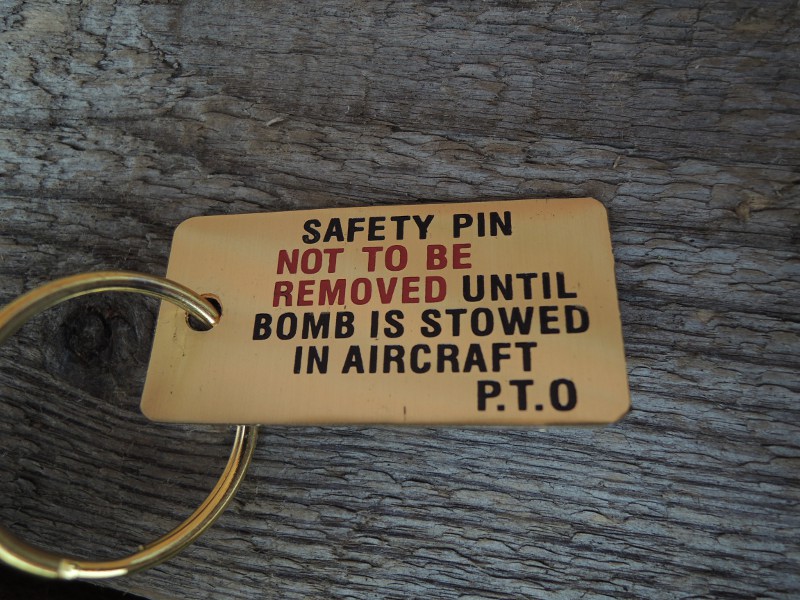 SAFETY PIN
NOT TO BE
REMOVED UNTIL
BOMB IS STOWED
IN AIRCRAFT
P.T.O